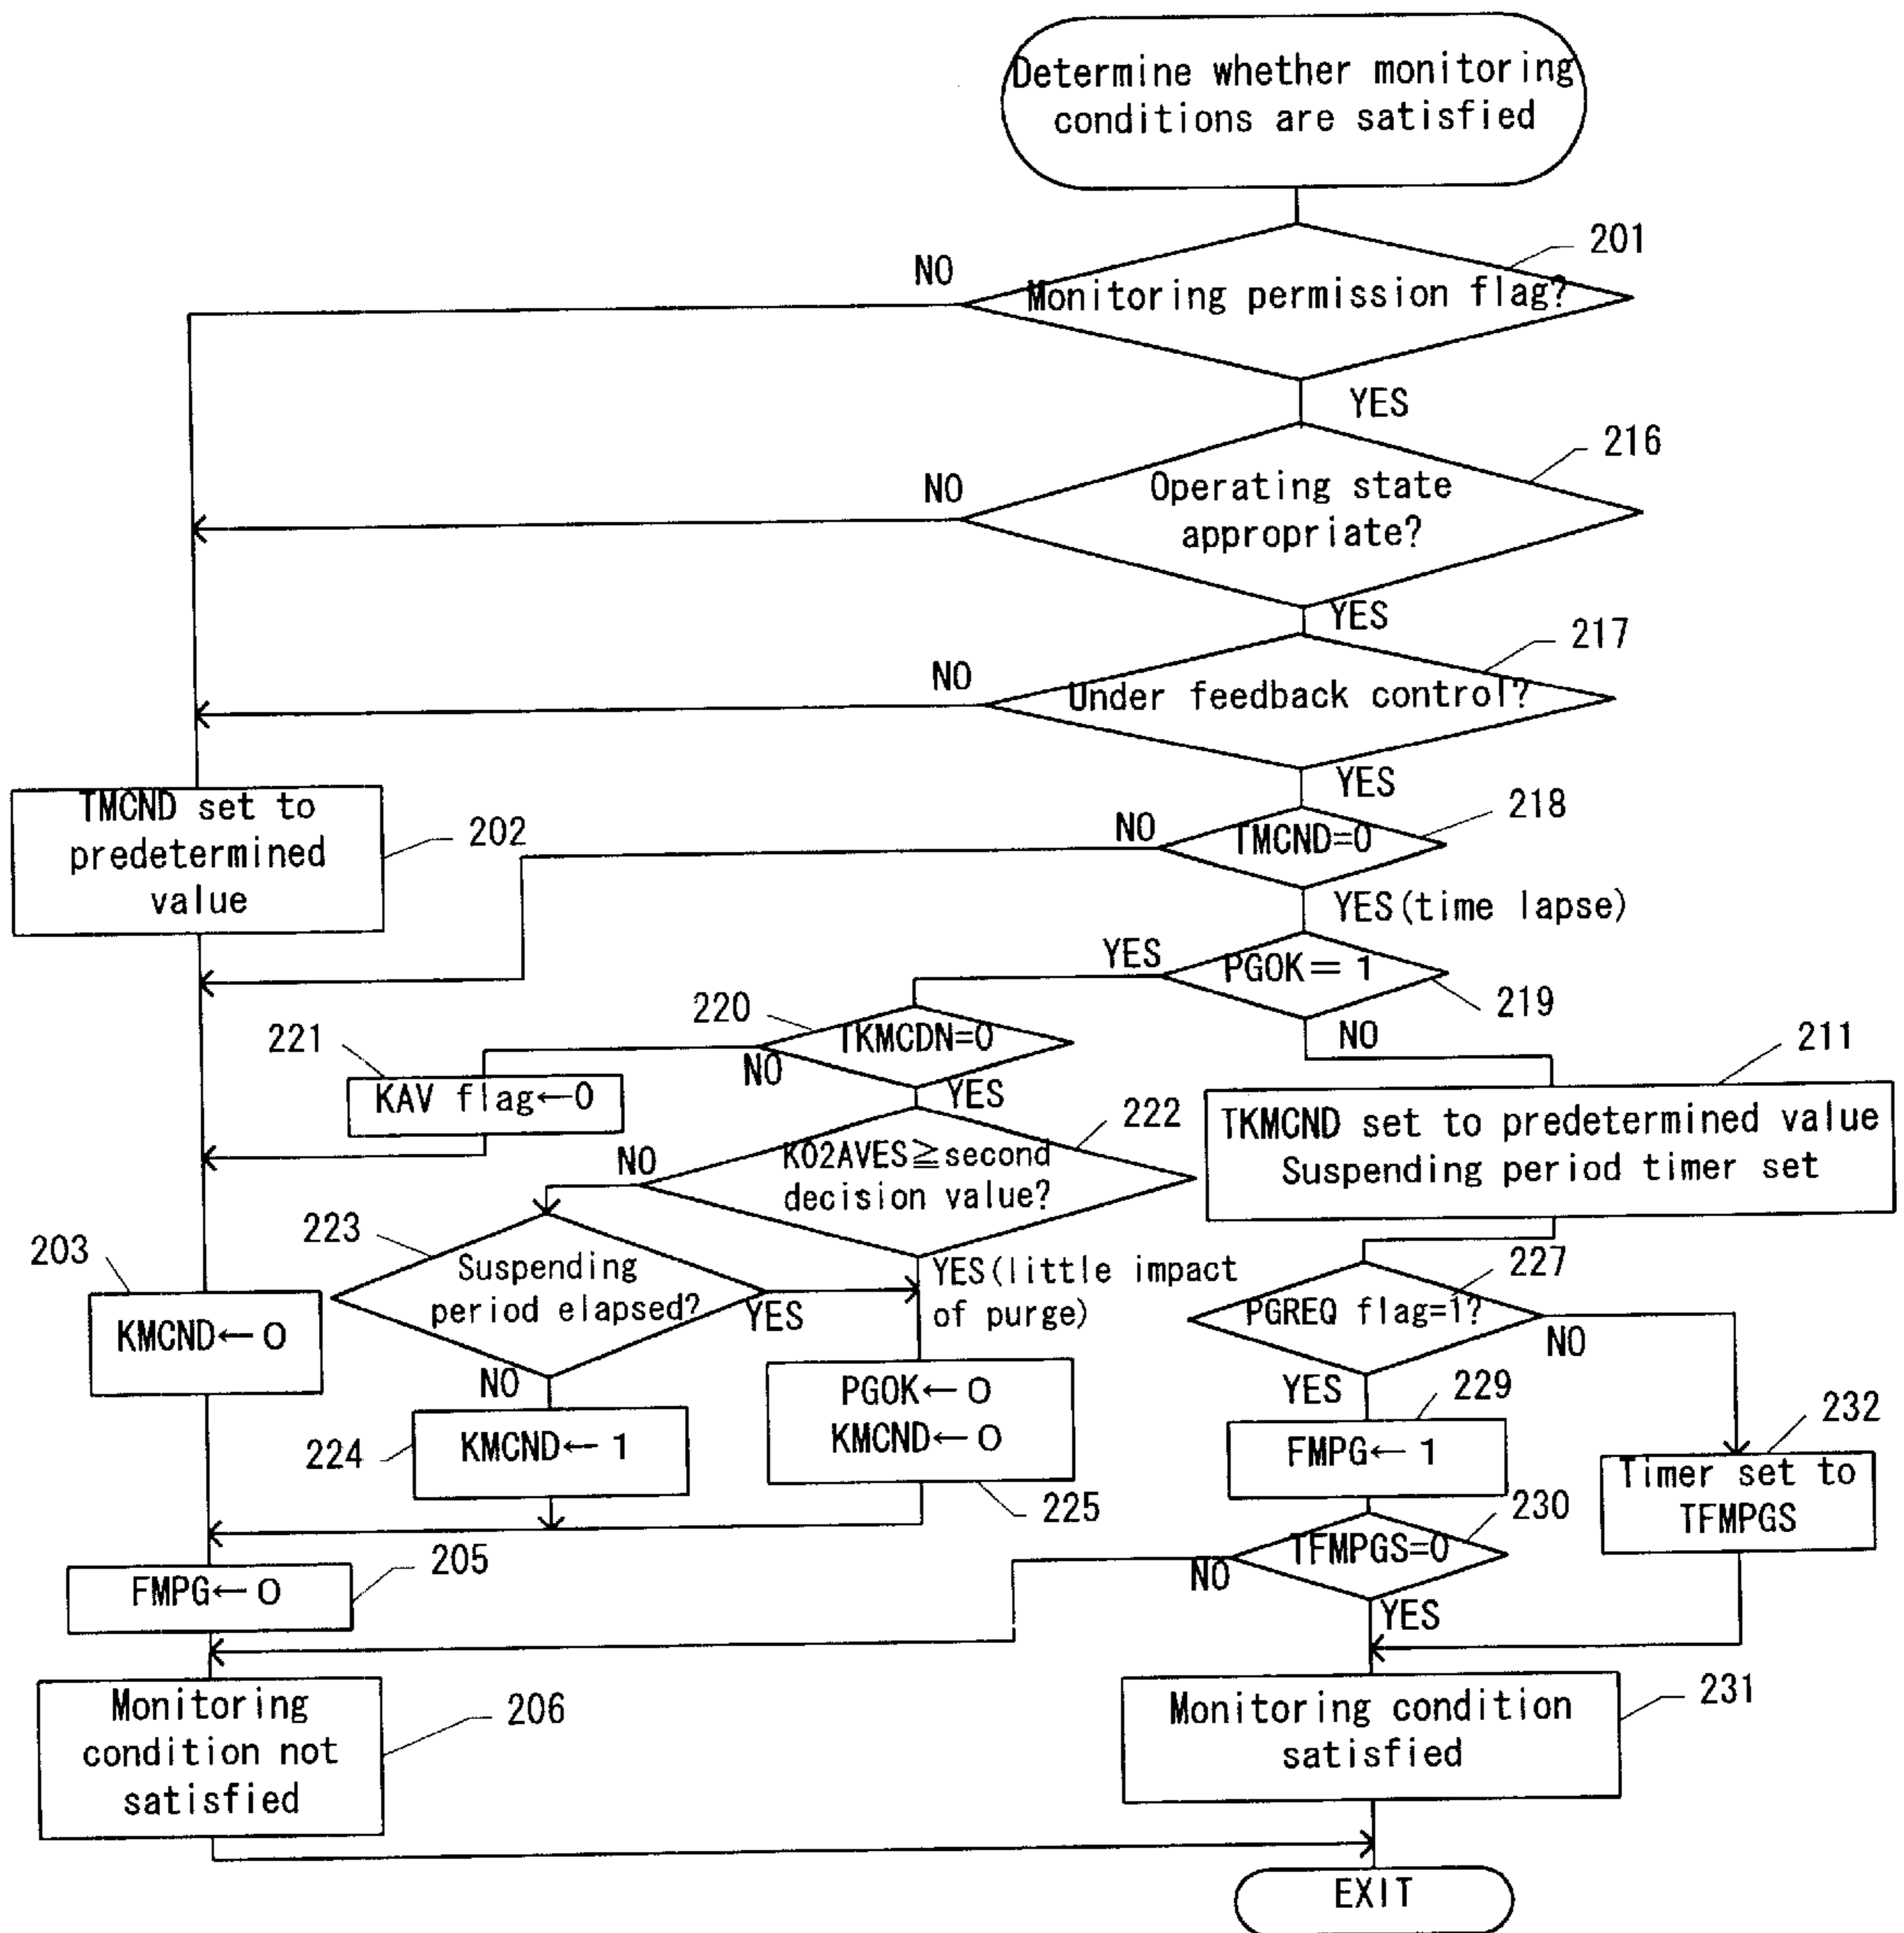 Determine whether monitoring
conditions are satisfied
201
NO
Monitoring permission flag?
YES
216
NO
Operating state
appropriate?
YES
217
NO
Under feedback control?
YES
TMCND set to
predetermined
value
202
218
NO
TMCND=0
YES(time lapse)
YES
PGOK=1
219
NO
220
TKMCDN=0
NO
YES
221
KAV flag←0
211
TKMCND set to predetermined value
Suspending period timer set
222
NO
KO2AVES≧second
decision value?
YES(little impact
of purge)
223
Suspending
period elapsed?
YES
NO
203
KMCND←0
227
PGREQ flag=1?
NO
YES
224
KMCND←1
PGOK←0
KMCND←0
225
229
FMPG←1
232
Timer set to
TFMPGS
230
TFMPGS=0
NO
YES
FMPG←0
205
Monitoring
condition not
satisfied
206
Monitoring condition
satisfied
231
EXIT